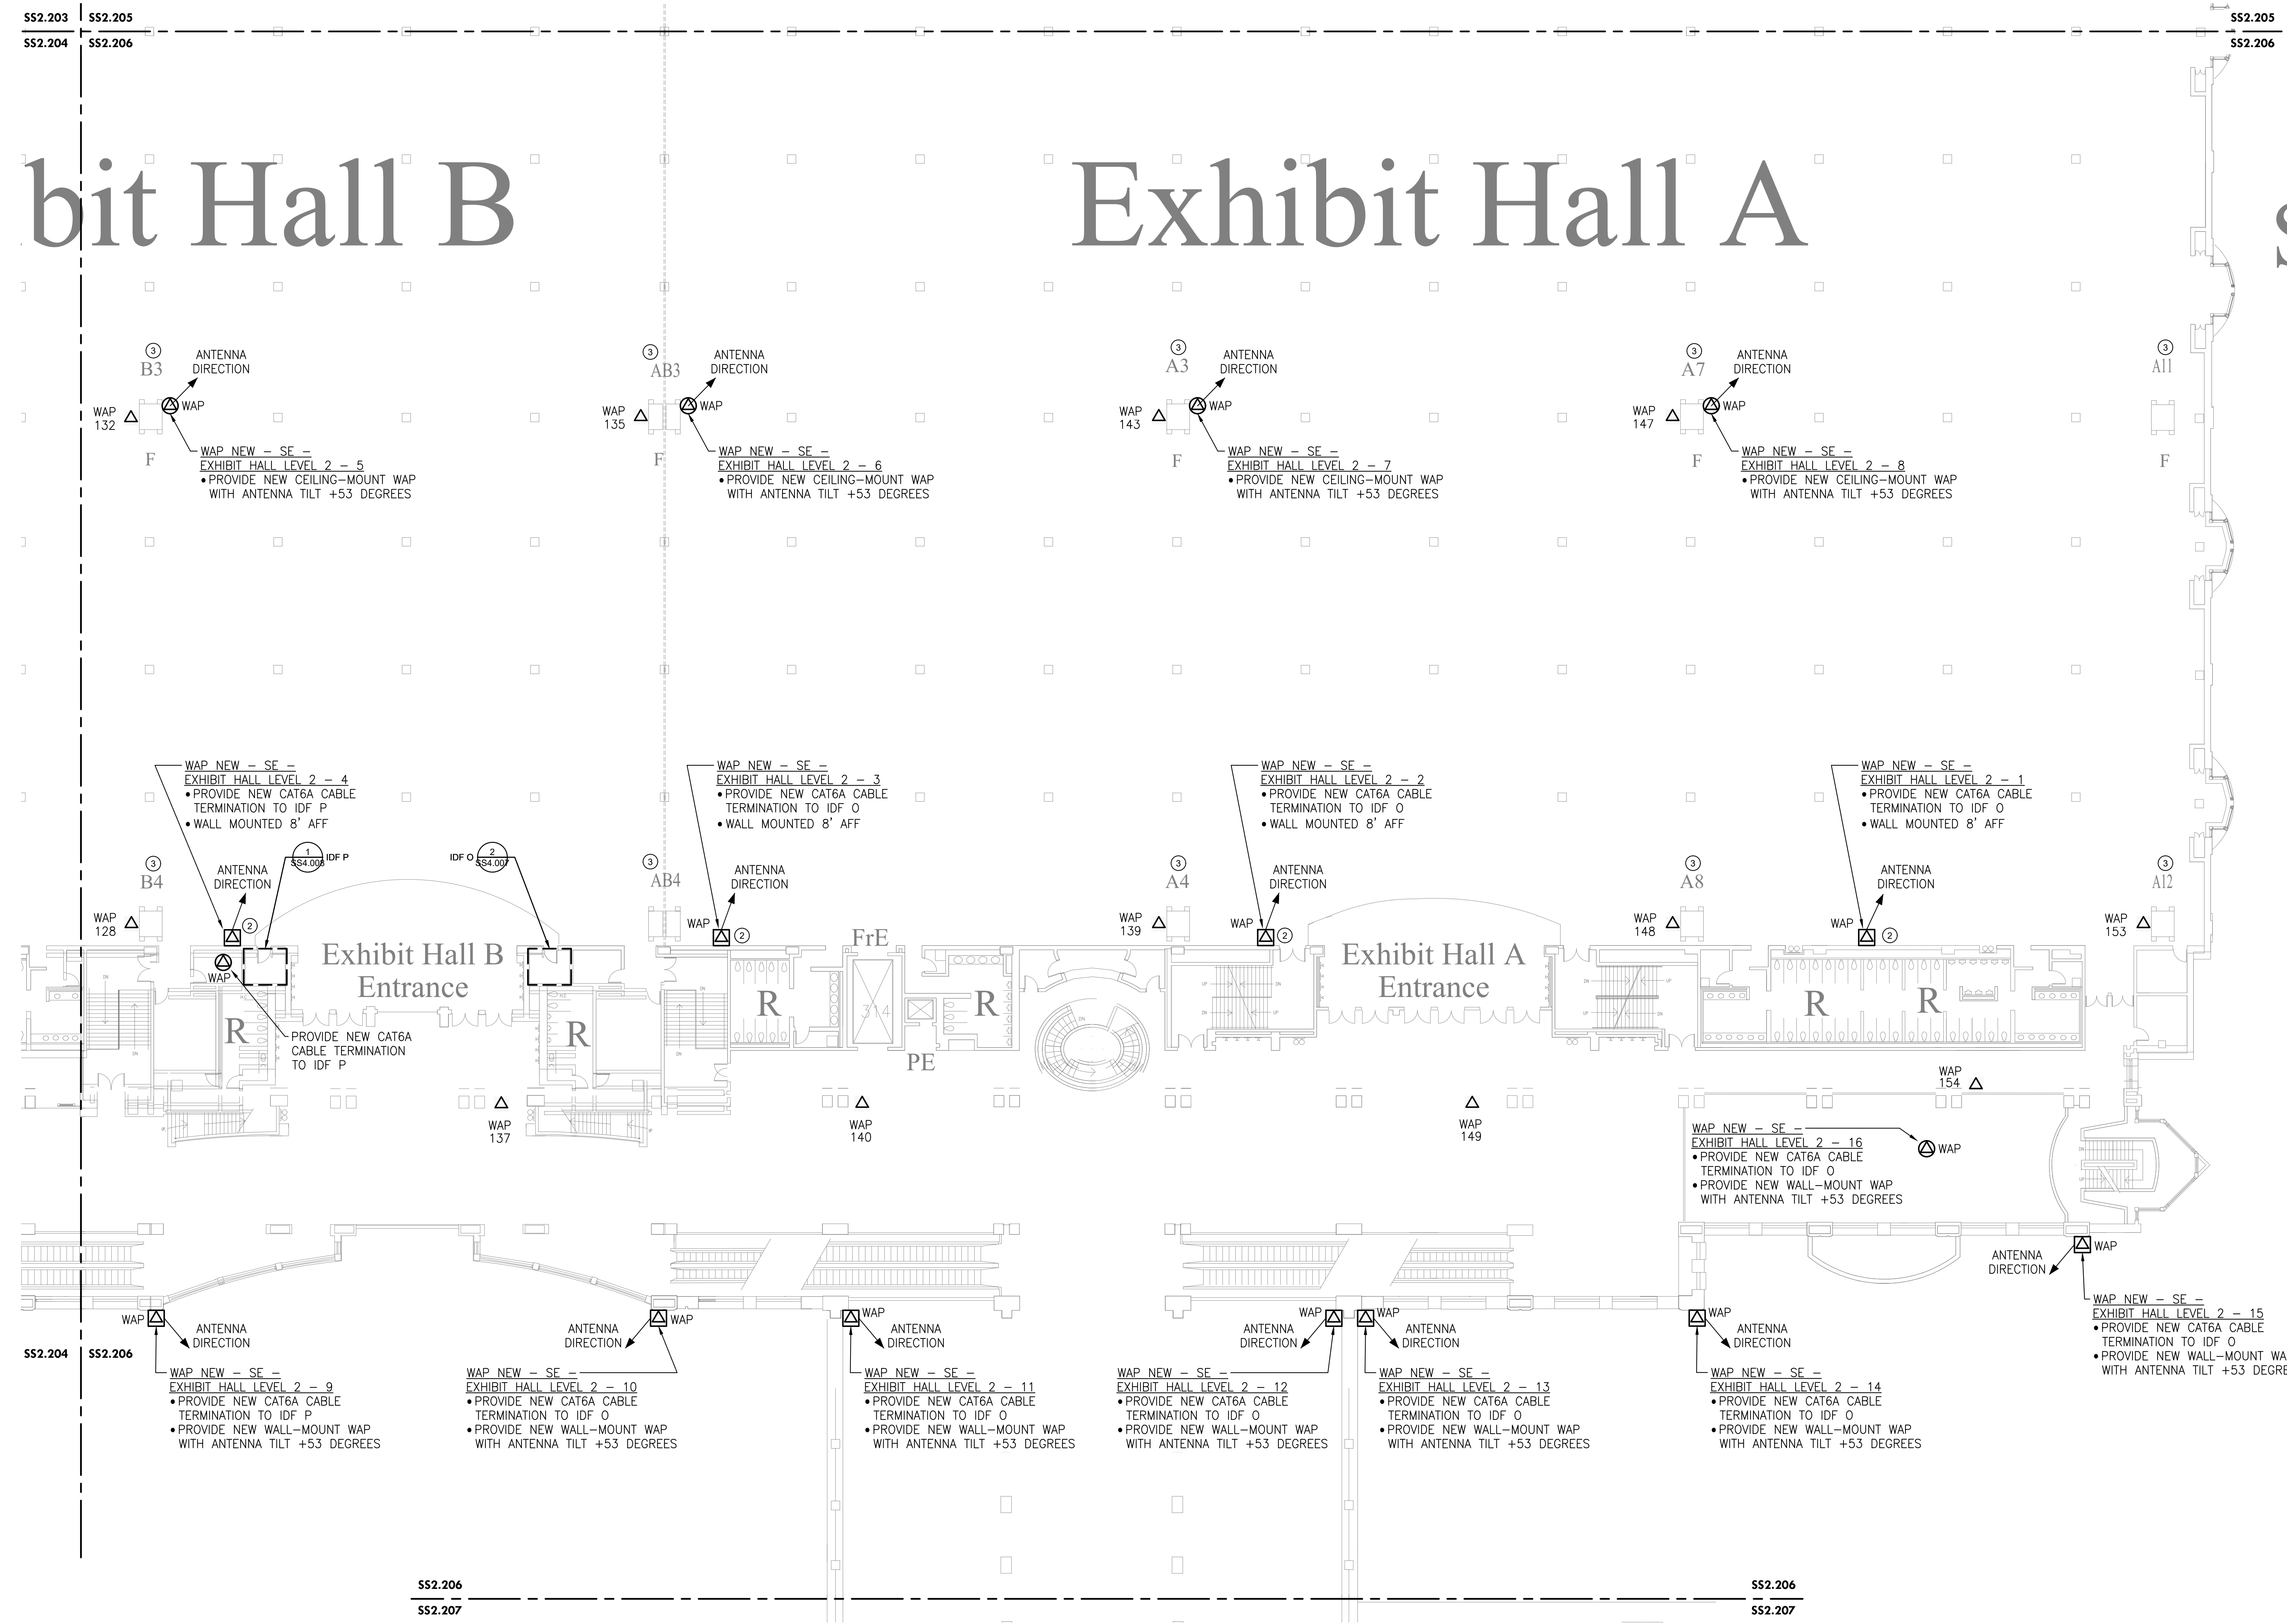 SS2.203 SS2.205
SS2.204 SS2.206
SS2.205
SS2.206
bit Hall B
Exhibit Hall A
3
B3
ANTENNA
DIRECTION
WAP
132
WAP
WAP NEW – SE –
EXHIBIT HALL LEVEL 2 – 5
• PROVIDE NEW CEILING–MOUNT WAP
WITH ANTENNA TILT +53 DEGREES
F
3
AB3
ANTENNA
DIRECTION
WAP
135
WAP
WAP NEW – SE –
EXHIBIT HALL LEVEL 2 – 6
• PROVIDE NEW CEILING–MOUNT WAP
WITH ANTENNA TILT +53 DEGREES
F
3
A3
ANTENNA
DIRECTION
WAP
143
WAP
WAP NEW – SE –
EXHIBIT HALL LEVEL 2 – 7
• PROVIDE NEW CEILING–MOUNT WAP
WITH ANTENNA TILT +53 DEGREES
F
3
A7
ANTENNA
DIRECTION
WAP
147
WAP
WAP NEW – SE –
EXHIBIT HALL LEVEL 2 – 8
• PROVIDE NEW CEILING–MOUNT WAP
WITH ANTENNA TILT +53 DEGREES
F
3
A11
F
WAP NEW – SE –
EXHIBIT HALL LEVEL 2 – 4
• PROVIDE NEW CAT6A CABLE
TERMINATION TO IDF P
• WALL MOUNTED 8' AFF
WAP NEW – SE –
EXHIBIT HALL LEVEL 2 – 3
• PROVIDE NEW CAT6A CABLE
TERMINATION TO IDF O
• WALL MOUNTED 8' AFF
WAP NEW – SE –
EXHIBIT HALL LEVEL 2 – 2
• PROVIDE NEW CAT6A CABLE
TERMINATION TO IDF O
• WALL MOUNTED 8' AFF
WAP NEW – SE –
EXHIBIT HALL LEVEL 2 – 1
• PROVIDE NEW CAT6A CABLE
TERMINATION TO IDF O
• WALL MOUNTED 8' AFF
3
B4
ANTENNA
DIRECTION
1
SS4.008
IDF P
IDF O
2
SS4.007
3
AB4
ANTENNA
DIRECTION
3
A4
ANTENNA
DIRECTION
3
A8
ANTENNA
DIRECTION
3
A12
WAP
128
2
WAP
2
WAP
139
WAP
2
WAP
148
WAP
2
WAP
153
WAP
Exhibit Hall B
Entrance
FrE
314
PE
Exhibit Hall A
Entrance
R
R
R
R
R
R
DN
DN
DN
DN
DN
UP
DN
UP
DN
UP
UP
DN
UP
UP
PROVIDE NEW CAT6A
CABLE TERMINATION
TO IDF P
WAP
137
WAP
140
WAP
149
WAP
154
WAP NEW – SE –
EXHIBIT HALL LEVEL 2 – 16
• PROVIDE NEW CAT6A CABLE
TERMINATION TO IDF O
• PROVIDE NEW WALL–MOUNT WAP
WITH ANTENNA TILT +53 DEGREES
WAP
DN
UP
WAP
ANTENNA
DIRECTION
WAP NEW – SE –
EXHIBIT HALL LEVEL 2 – 15
• PROVIDE NEW CAT6A CABLE
TERMINATION TO IDF O
• PROVIDE NEW WALL–MOUNT WA
WITH ANTENNA TILT +53 DEGRE
WAP
ANTENNA
DIRECTION
ANTENNA
DIRECTION
WAP
WAP
ANTENNA
DIRECTION
WAP
ANTENNA
DIRECTION
WAP
ANTENNA
DIRECTION
WAP
ANTENNA
DIRECTION
SS2.204 SS2.206
WAP NEW – SE –
EXHIBIT HALL LEVEL 2 – 9
• PROVIDE NEW CAT6A CABLE
TERMINATION TO IDF P
• PROVIDE NEW WALL–MOUNT WAP
WITH ANTENNA TILT +53 DEGREES
WAP NEW – SE –
EXHIBIT HALL LEVEL 2 – 10
• PROVIDE NEW CAT6A CABLE
TERMINATION TO IDF O
• PROVIDE NEW WALL–MOUNT WAP
WITH ANTENNA TILT +53 DEGREES
WAP NEW – SE –
EXHIBIT HALL LEVEL 2 – 11
• PROVIDE NEW CAT6A CABLE
TERMINATION TO IDF O
• PROVIDE NEW WALL–MOUNT WAP
WITH ANTENNA TILT +53 DEGREES
WAP NEW – SE –
EXHIBIT HALL LEVEL 2 – 12
• PROVIDE NEW CAT6A CABLE
TERMINATION TO IDF O
• PROVIDE NEW WALL–MOUNT WAP
WITH ANTENNA TILT +53 DEGREES
WAP NEW – SE –
EXHIBIT HALL LEVEL 2 – 13
• PROVIDE NEW CAT6A CABLE
TERMINATION TO IDF O
• PROVIDE NEW WALL–MOUNT WAP
WITH ANTENNA TILT +53 DEGREES
WAP NEW – SE –
EXHIBIT HALL LEVEL 2 – 14
• PROVIDE NEW CAT6A CABLE
TERMINATION TO IDF O
• PROVIDE NEW WALL–MOUNT WAP
WITH ANTENNA TILT +53 DEGREES
SS2.206
SS2.207
SS2.206
SS2.207